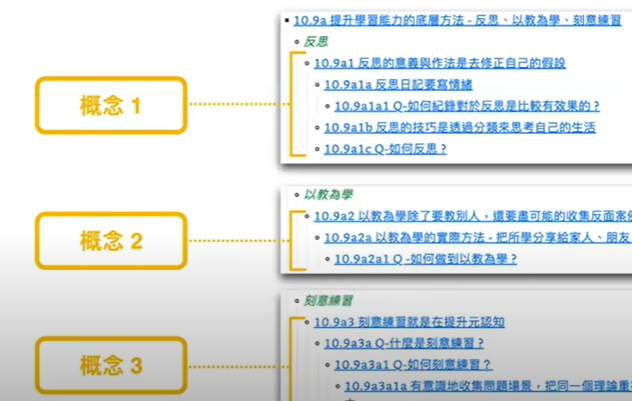 10.9a 提升學習能力的底層方法 - 反思、以教為學、刻意練習
反思
10.9a1 反思的意義與作法是去修正自己的假設
10.9a1a 反思日記要寫情緒
10.9a1a1 Q-如何紀錄對於反思是比較有效果的 ?
10.9a1b 反思的技巧是透過分類來思考自己的生活
10.9a1c Q-如何反思 ?
概念 1
以教為學
10.9a2 以教為學除了要教別人，還要盡可能的收集反面案例
10.9a2a 以教為學的實際方法 - 把所學分享給家人、朋友
10.9a2a1 Q -如何做到以教為學 ?
概念 2
刻意練習
10.9a3 刻意練習就是在提升元認知
10.9a3a Q-什麼是刻意練習 ?
10.9a3a1 Q-如何刻意練習 ？
10.9a3a1a 有意識地收集問題場景，把同一個理論重
概念 3